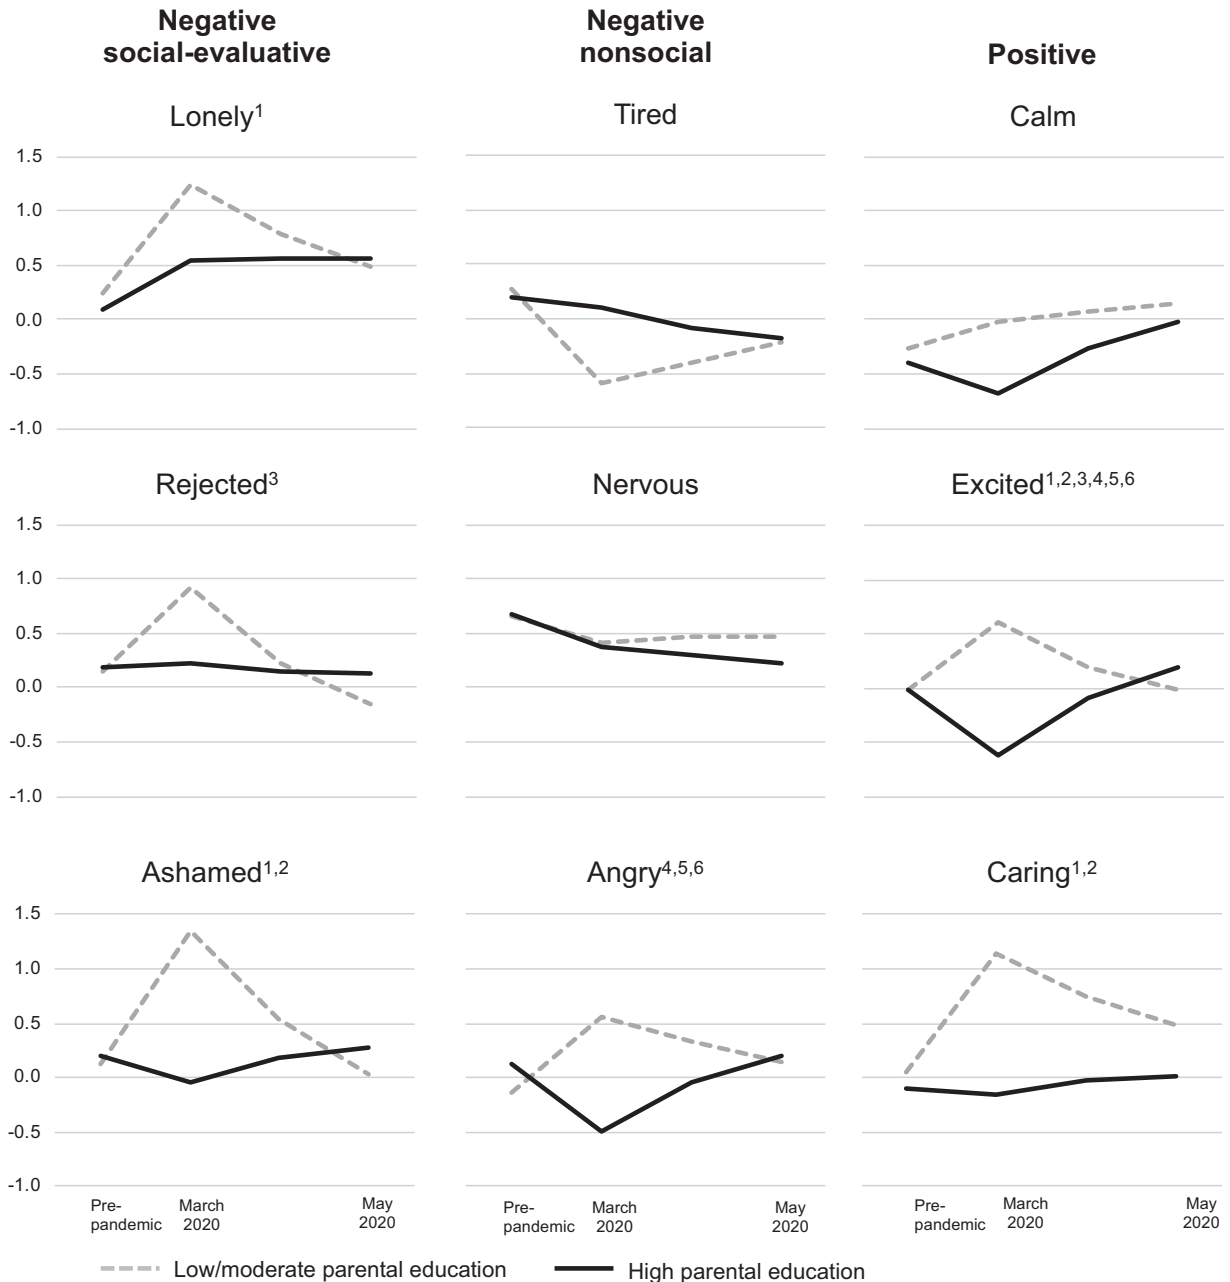 Negative
social-evaluative
Negative
nonsocial
Positive
Lonely¹
Tired
Calm
1.5
1.0
0.5
0.0
-0.5
-1.0
Rejected³
Nervous
Excited¹,²,³,⁴,⁵,⁶
1.5
1.0
0.5
0.0
-0.5
-1.0
Ashamed¹,²
Angry⁴,⁵,⁶
Caring¹,²
1.5
1.0
0.5
0.0
-0.5
-1.0
Pre-
pandemic
March
2020
May
2020
Pre-
pandemic
March
2020
May
2020
Pre-
pandemic
March
2020
May
2020
Low/moderate parental education
High parental education